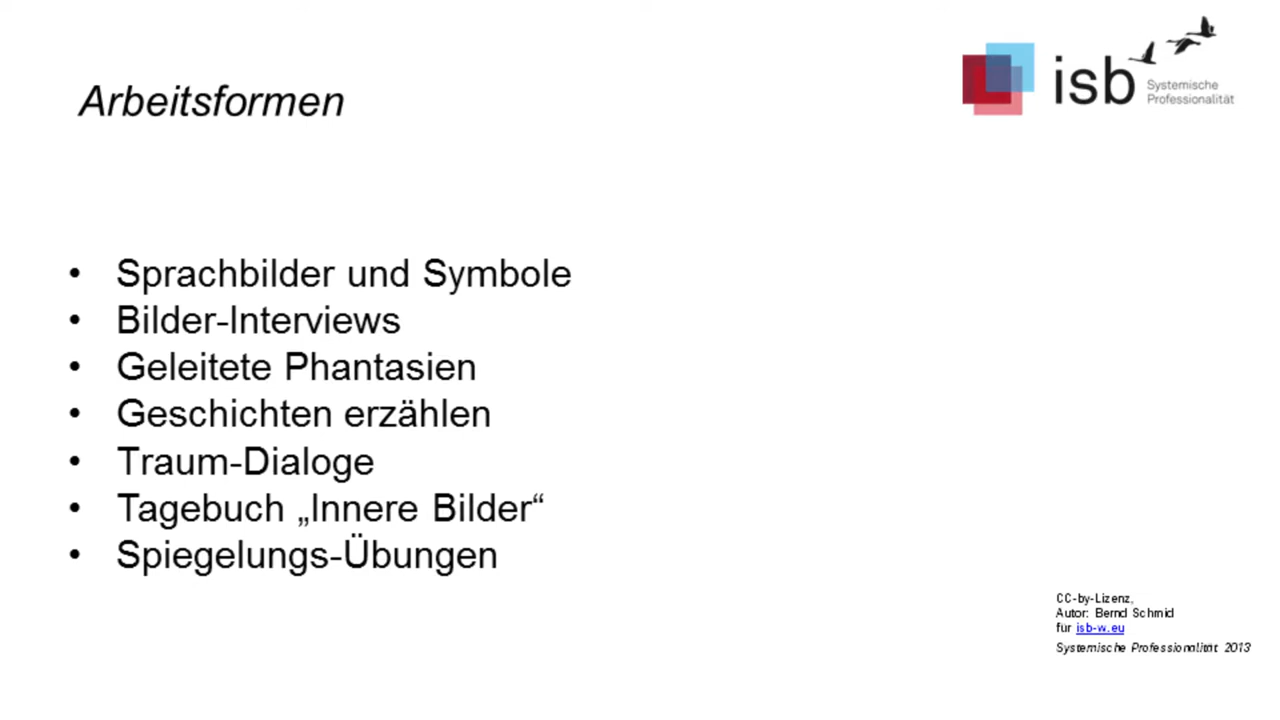 Arbeitsformen
isb
Systemische
Professionalität
• Sprachbilder und Symbole
• Bilder-Interviews
• Geleitete Phantasien
• Geschichten erzählen
• Traum-Dialoge
• Tagebuch „Innere Bilder“
• Spiegelungs-Übungen
CC-by-Lizenz,
Autor: Bernd Schmid
für isb-w.eu
Systemische Professionalität 2013